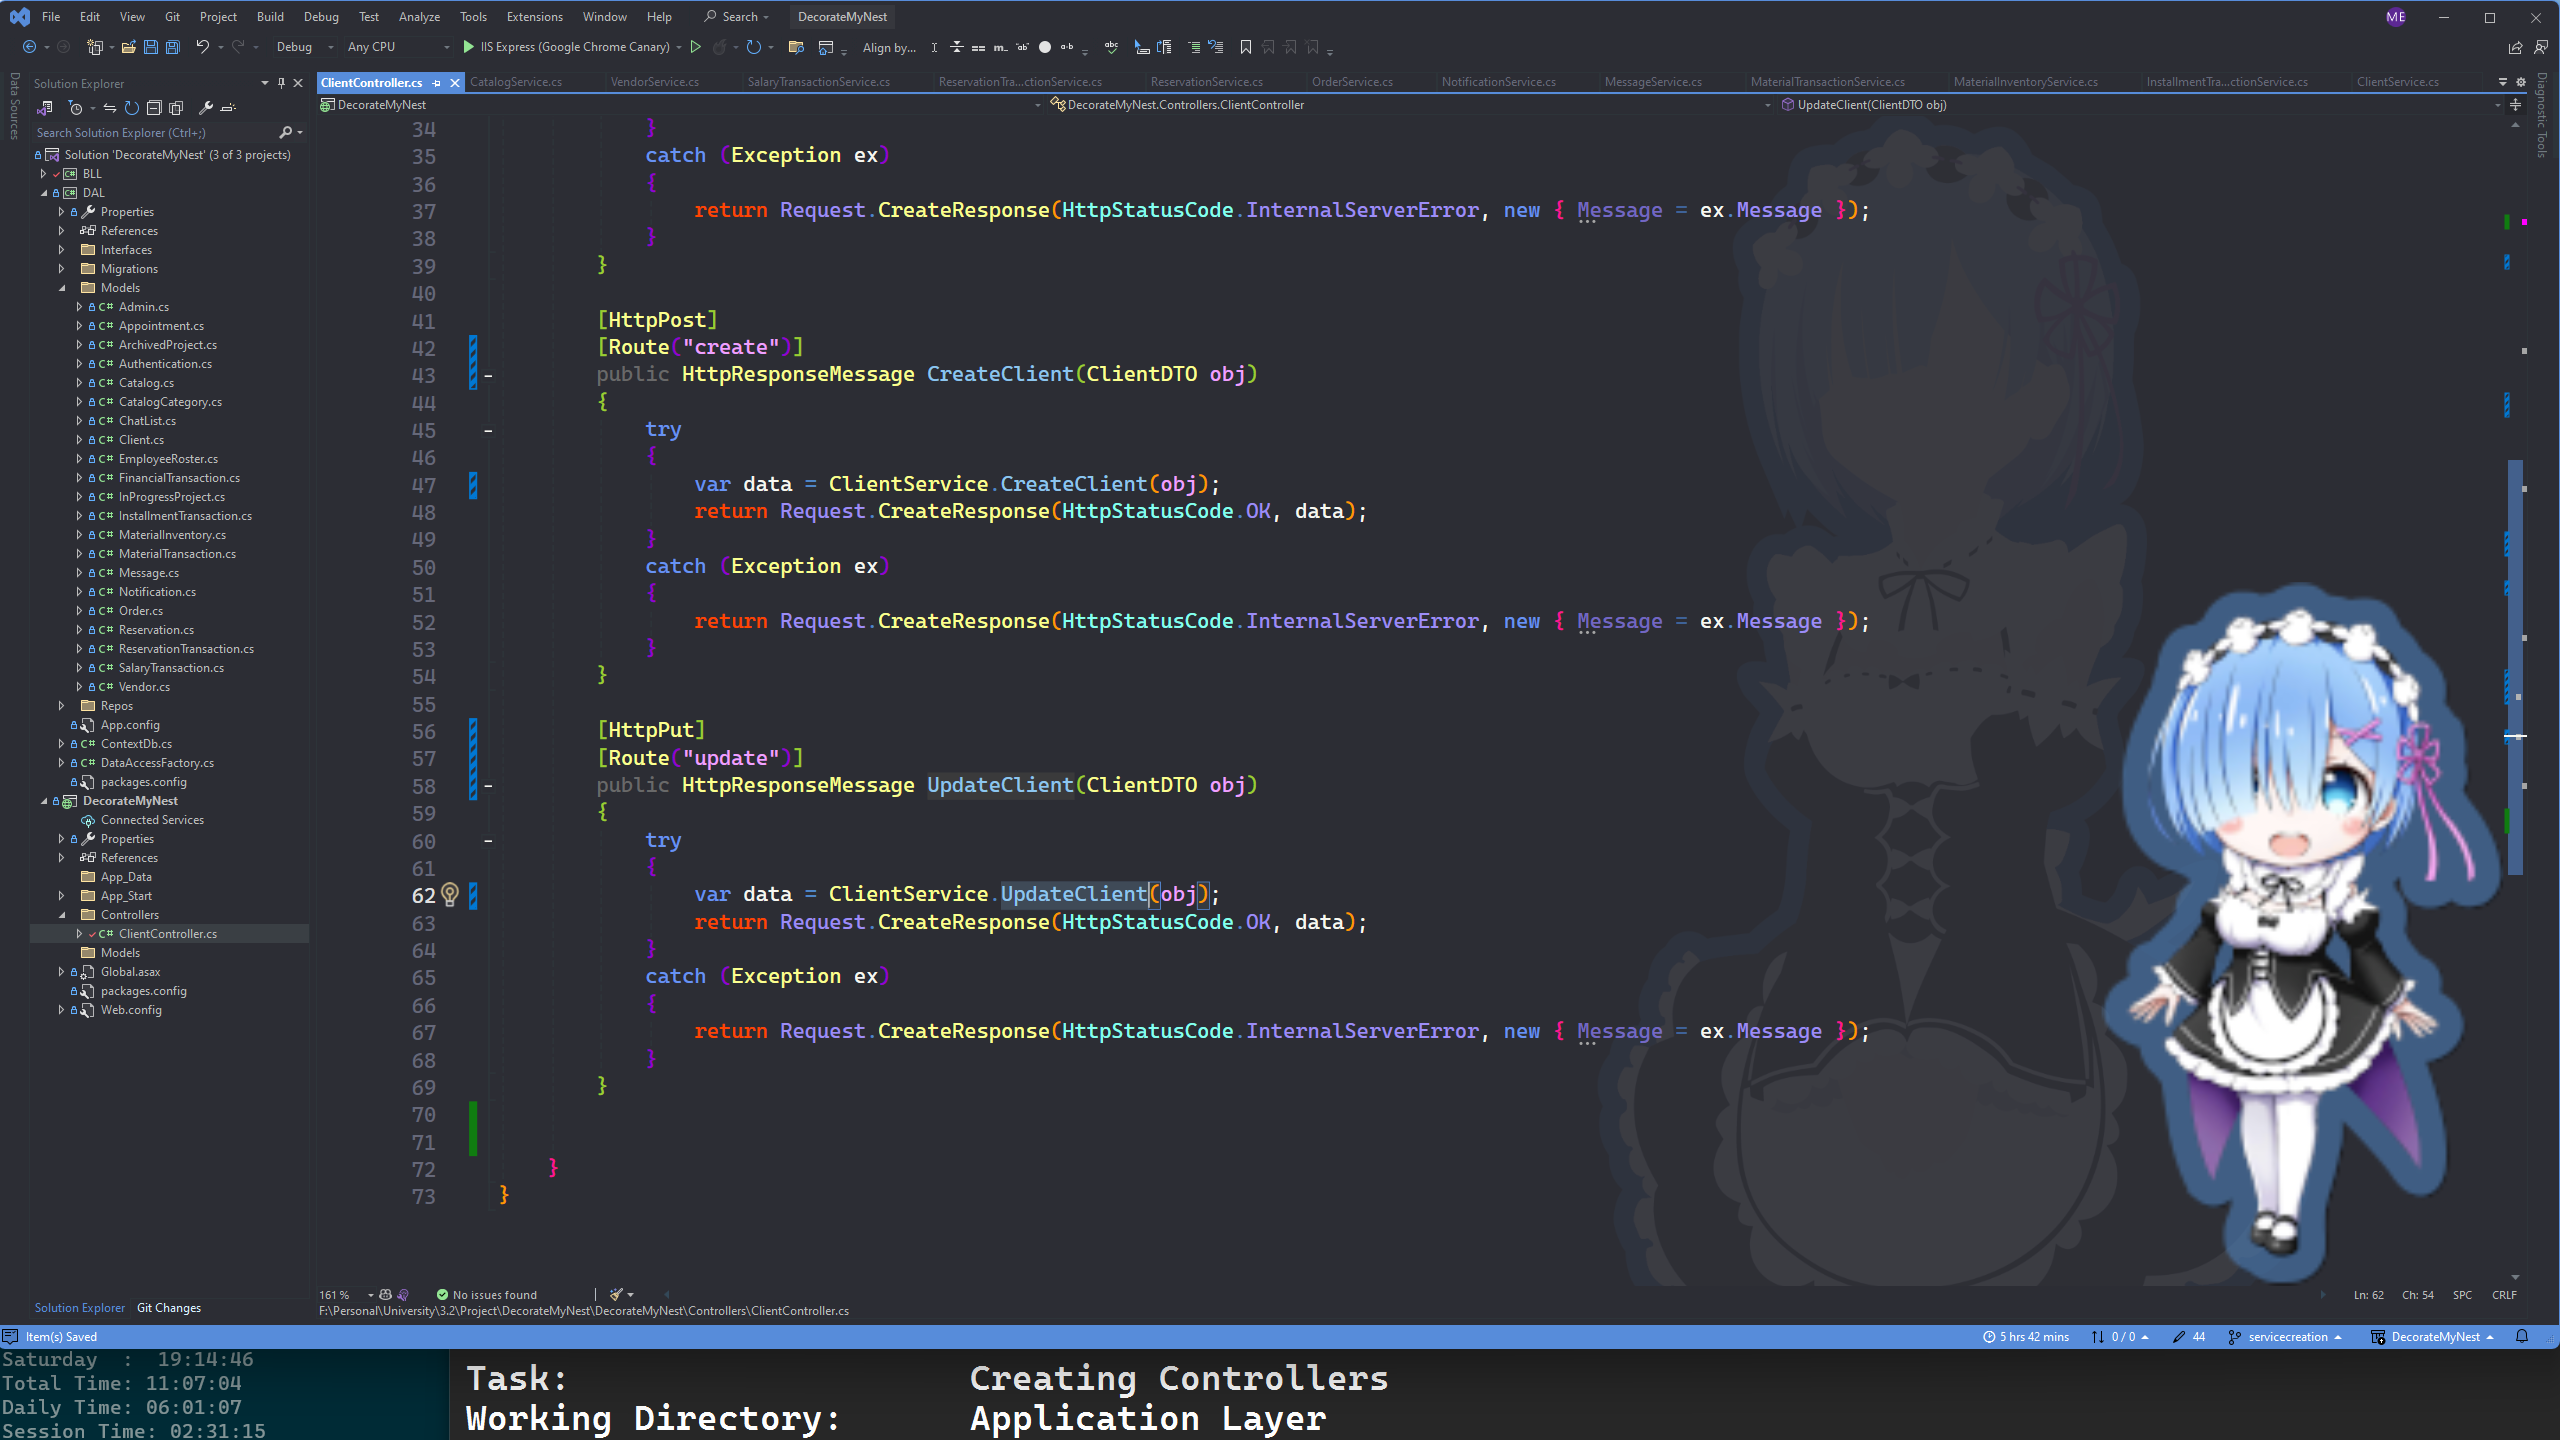 File Edit View Git Project Build Debug Test Analyze Tools Extensions Window Help Search DecorateMyNest ME
Debug Any CPU IIS Express (Google Chrome Canary) Align by...
Data Sources
Solution Explorer
Search Solution Explorer (Ctrl+;)
Solution 'DecorateMyNest' (3 of 3 projects)
BLL
DAL
Properties
References
Interfaces
Migrations
Models
C# Admin.cs
C# Appointment.cs
C# ArchivedProject.cs
C# Authentication.cs
C# Catalog.cs
C# CatalogCategory.cs
C# ChatList.cs
C# Client.cs
C# EmployeeRoster.cs
C# FinancialTransaction.cs
C# InProgressProject.cs
C# InstallmentTransaction.cs
C# MaterialInventory.cs
C# MaterialTransaction.cs
C# Message.cs
C# Notification.cs
C# Order.cs
C# Reservation.cs
C# ReservationTransaction.cs
C# SalaryTransaction.cs
C# Vendor.cs
Repos
App.config
C# ContextDb.cs
C# DataAccessFactory.cs
packages.config
DecorateMyNest
Connected Services
Properties
References
App_Data
App_Start
Controllers
C# ClientController.cs
Models
Global.asax
packages.config
Web.config
Solution Explorer Git Changes
ClientController.cs CatalogService.cs VendorService.cs SalaryTransactionService.cs ReservationTra...ctionService.cs ReservationService.cs OrderService.cs NotificationService.cs MessageService.cs MaterialTransactionService.cs MaterialInventoryService.cs InstallmentTra...ctionService.cs ClientService.cs
DecorateMyNest DecorateMyNest.Controllers.ClientController UpdateClient(ClientDTO obj)
Diagnostic Tools
34 }
35 catch (Exception ex)
36 {
37 return Request.CreateResponse(HttpStatusCode.InternalServerError, new { Message = ex.Message });
38 }
39 }
40
41 [HttpPost]
42 [Route("create")]
43 public HttpResponseMessage CreateClient(ClientDTO obj)
44 {
45 try
46 {
47 var data = ClientService.CreateClient(obj);
48 return Request.CreateResponse(HttpStatusCode.OK, data);
49 }
50 catch (Exception ex)
51 {
52 return Request.CreateResponse(HttpStatusCode.InternalServerError, new { Message = ex.Message });
53 }
54 }
55
56 [HttpPut]
57 [Route("update")]
58 public HttpResponseMessage UpdateClient(ClientDTO obj)
59 {
60 try
61 {
62 var data = ClientService.UpdateClient(obj);
63 return Request.CreateResponse(HttpStatusCode.OK, data);
64 }
65 catch (Exception ex)
66 {
67 return Request.CreateResponse(HttpStatusCode.InternalServerError, new { Message = ex.Message });
68 }
69 }
70
71
72 }
73 }
161 % No issues found Ln: 62 Ch: 54 SPC CRLF
F:\Personal\University\3.2\Project\DecorateMyNest\DecorateMyNest\Controllers\ClientController.cs
Item(s) Saved 5 hrs 42 mins 0 / 0 44 servicecreation DecorateMyNest
Saturday : 19:14:46
Total Time: 11:07:04
Daily Time: 06:01:07
Session Time: 02:31:15
Task: Creating Controllers
Working Directory: Application Layer